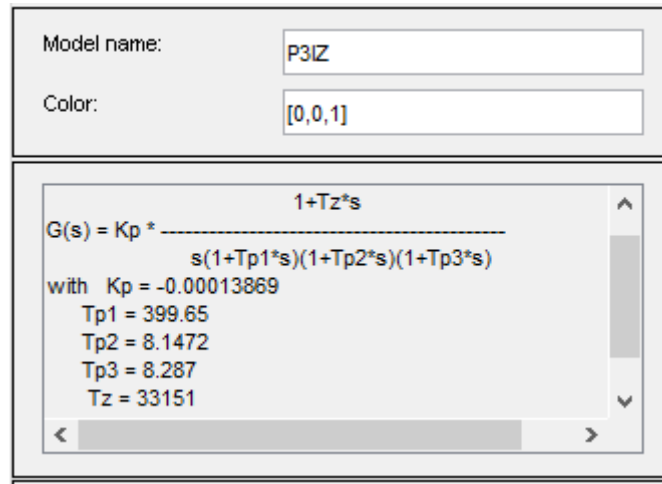 Model name:
P3IZ
Color:
[0,0,1]
1+Tz*s
G(s) = Kp * -------------------------------------------
s(1+Tp1*s)(1+Tp2*s)(1+Tp3*s)
with Kp = -0.00013869
Tp1 = 399.65
Tp2 = 8.1472
Tp3 = 8.287
Tz = 33151